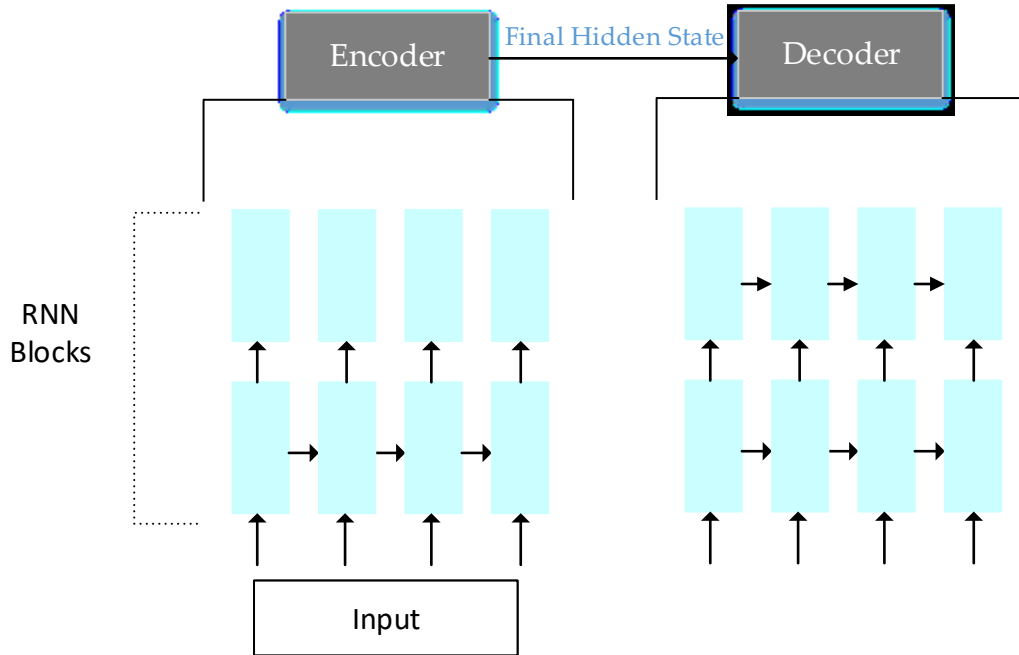 Encoder
Final Hidden State
Decoder
RNN
Blocks
Input